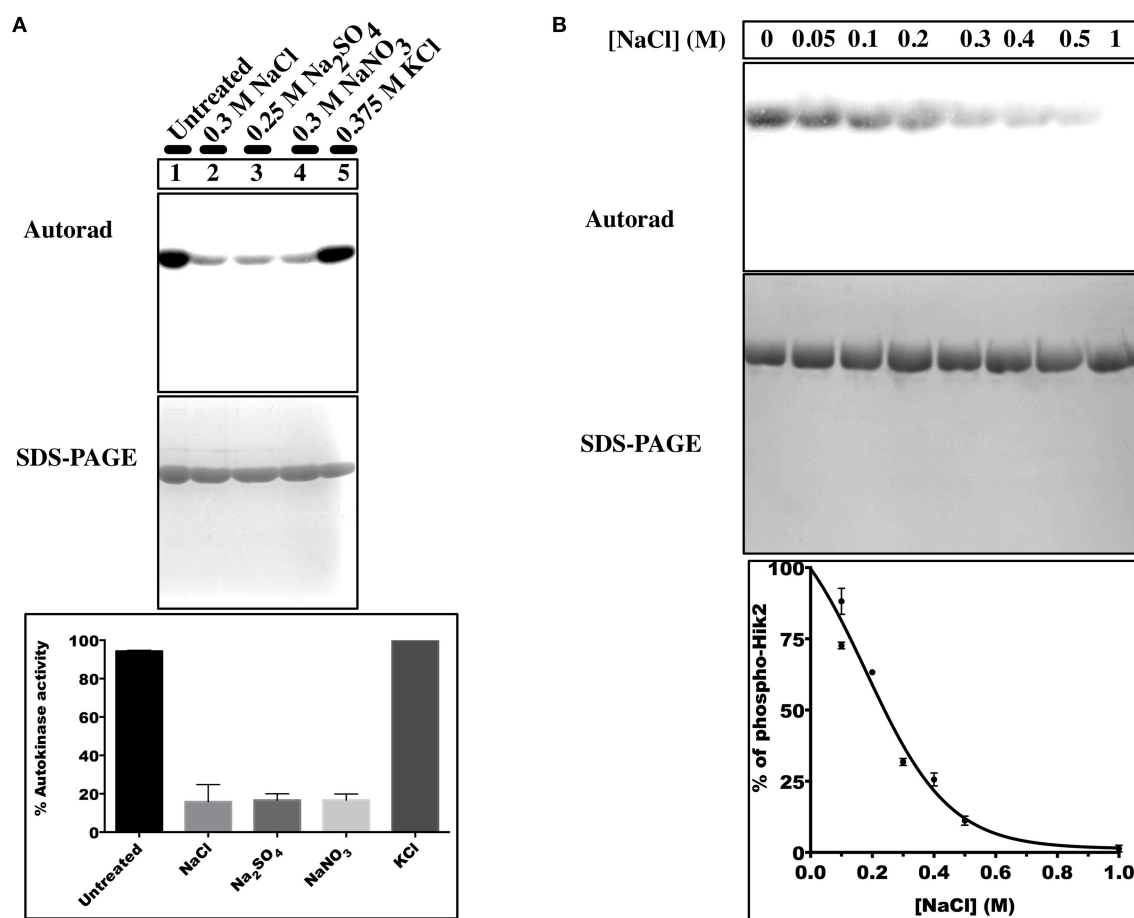 A
Untreated
0.3 M NaCl
0.25 M Na2SO4
0.3 M NaNO3
0.375 M KCl
1 2 3 4 5
Autorad
SDS-PAGE
% Autokinase activity
100
80
60
40
20
0
Untreated
NaCl
Na2SO4
NaNO3
KCl
B
[NaCl] (M) 0 0.05 0.1 0.2 0.3 0.4 0.5 1
Autorad
SDS-PAGE
% of phospho-Hik2
100
75
50
25
0
0.0 0.2 0.4 0.6 0.8 1.0
[NaCl] (M)